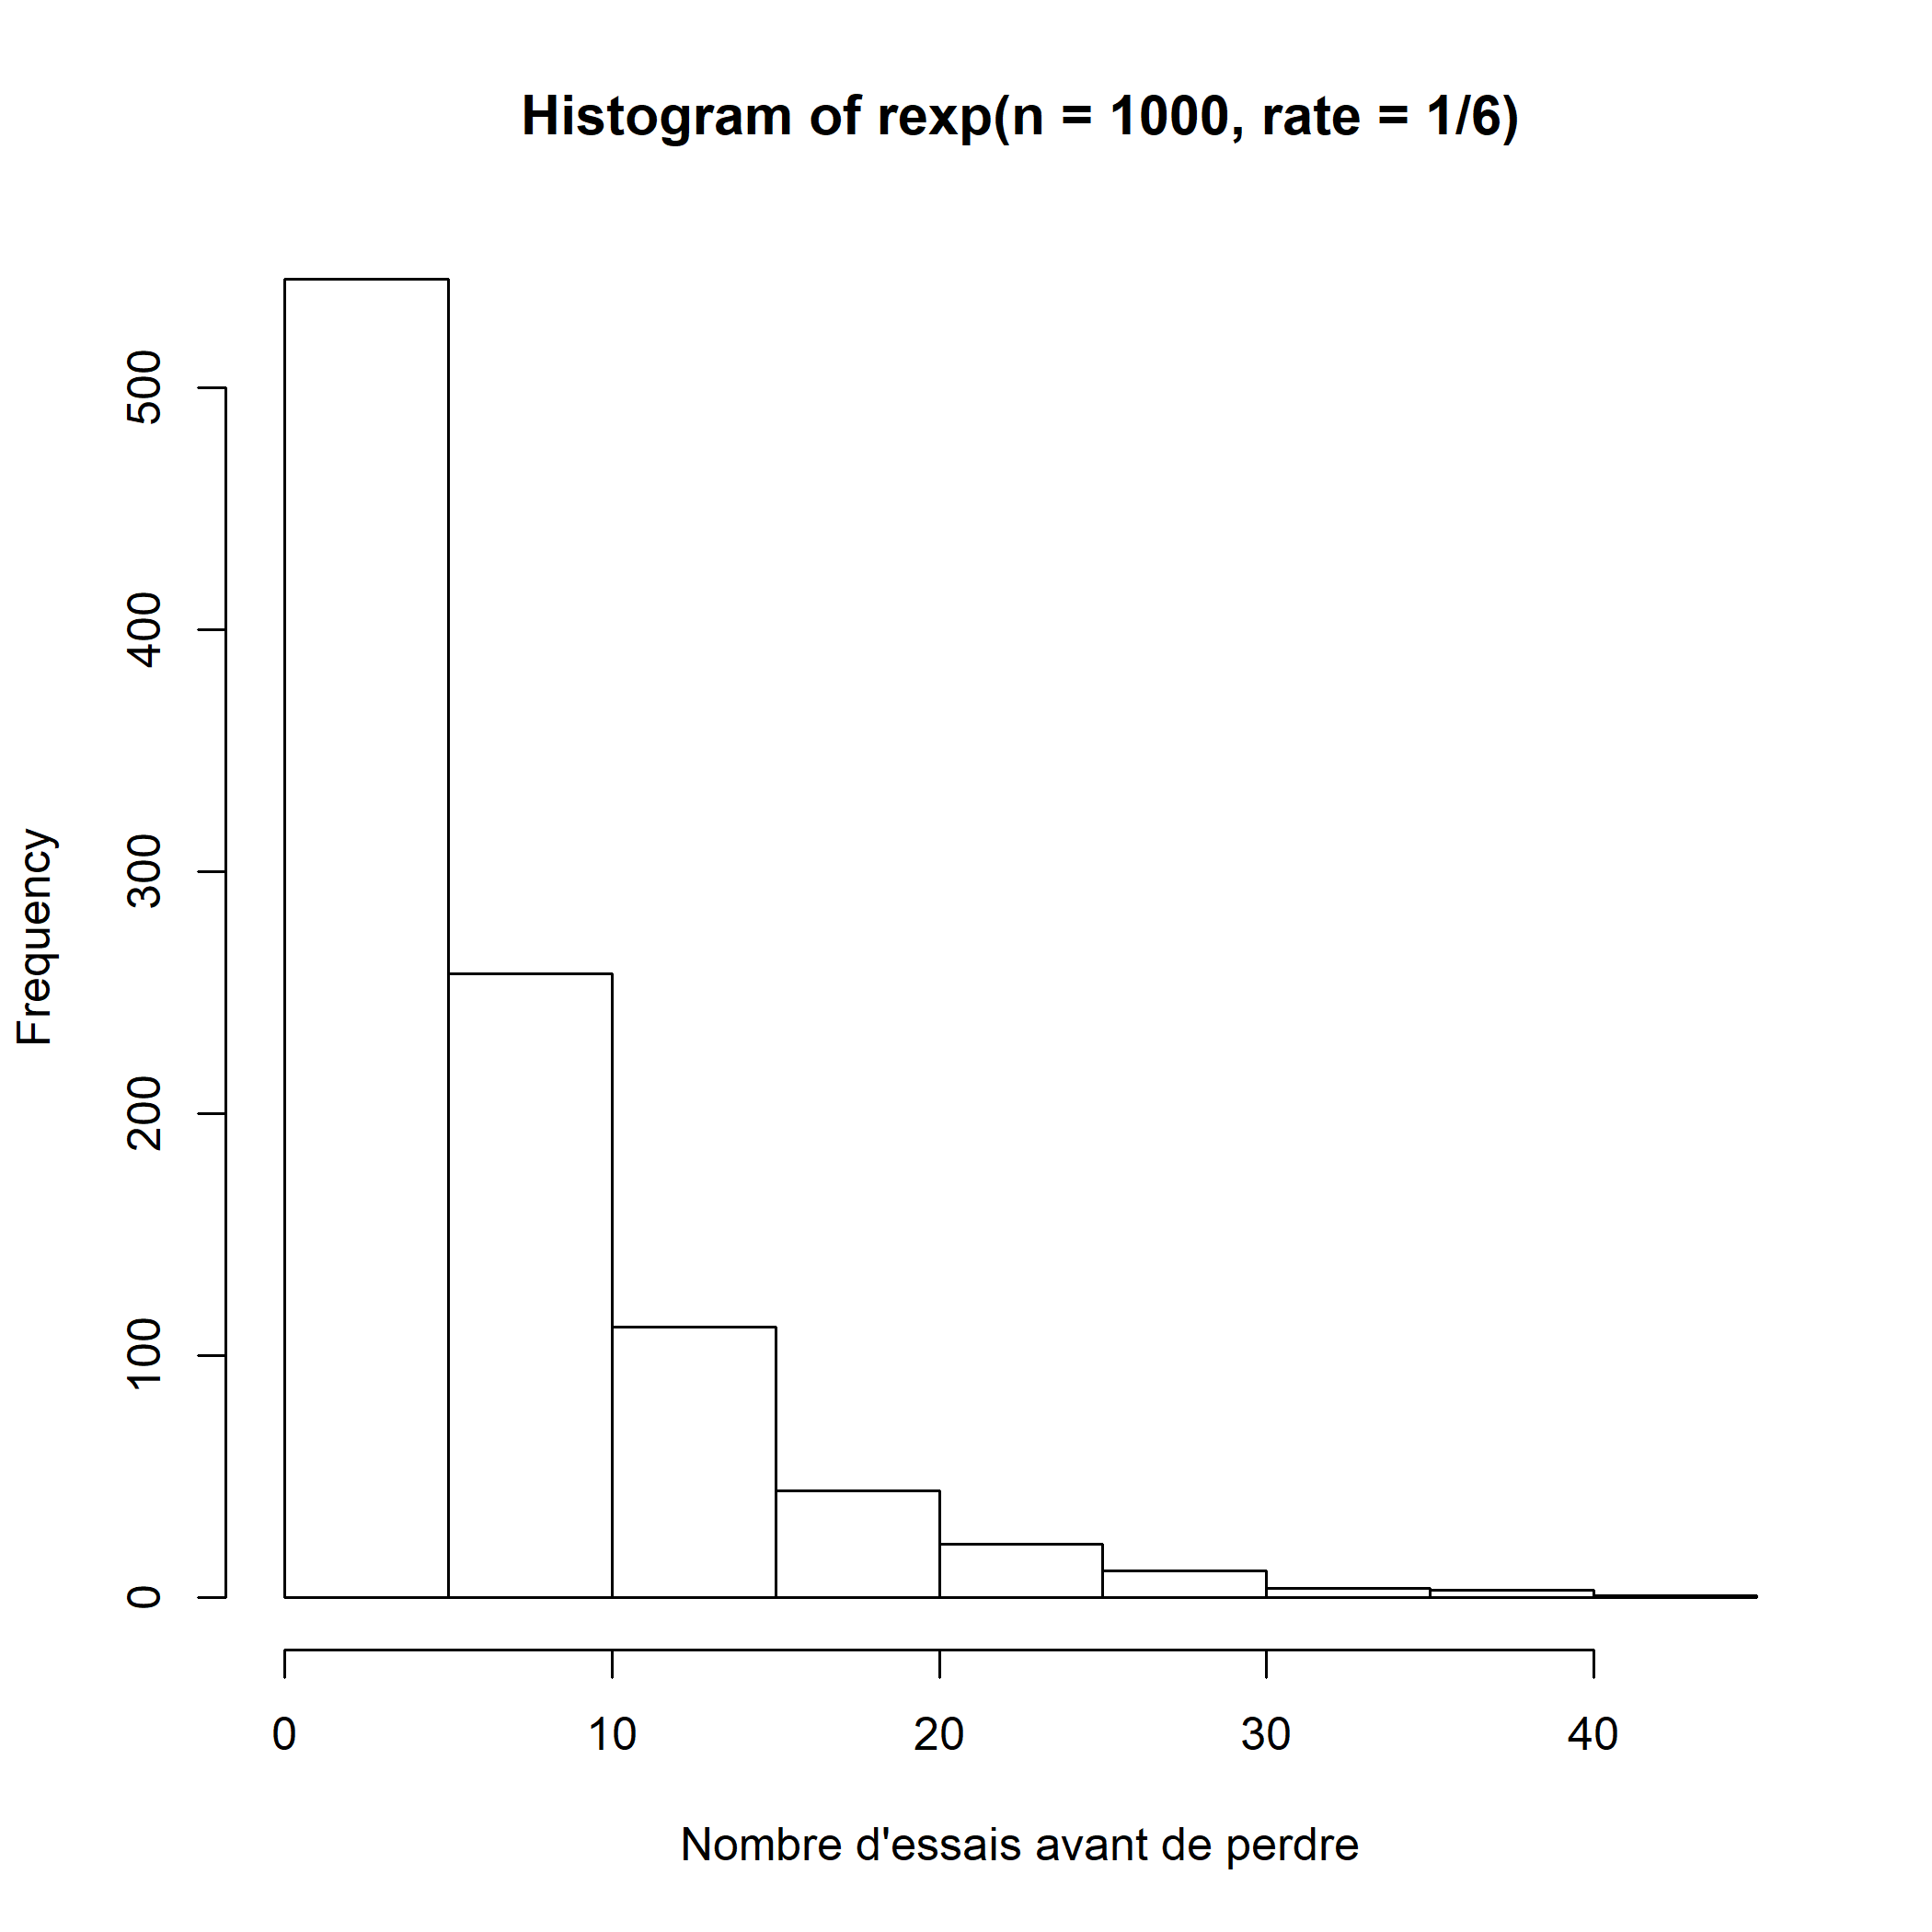 Histogram of rexp(n = 1000, rate = 1/6)
Frequency
500
400
300
200
100
0
0 10 20 30 40
Nombre d'essais avant de perdre